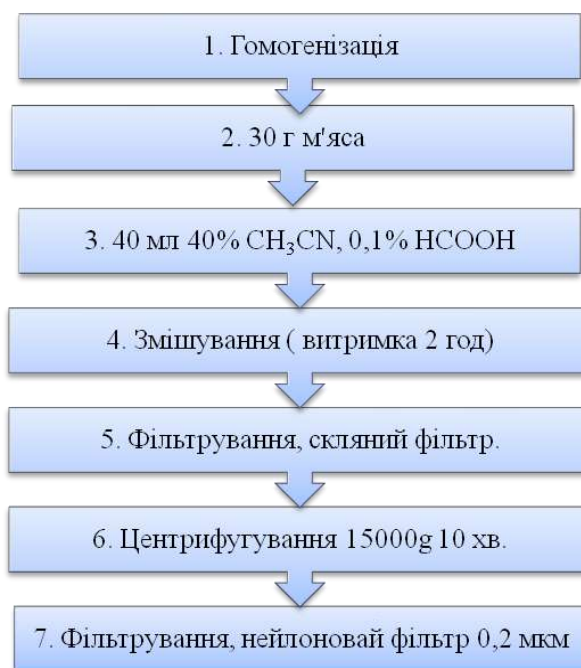 1. Гомогенізація
2. 30 г м'яса
3. 40 мл 40% CH₃CN, 0,1% HCOOH
4. Змішування ( витримка 2 год)
5. Фільтрування, скляний фільтр.
6. Центрифугування 15000g 10 хв.
7. Фільтрування, нейлоновай фільтр 0,2 мкм